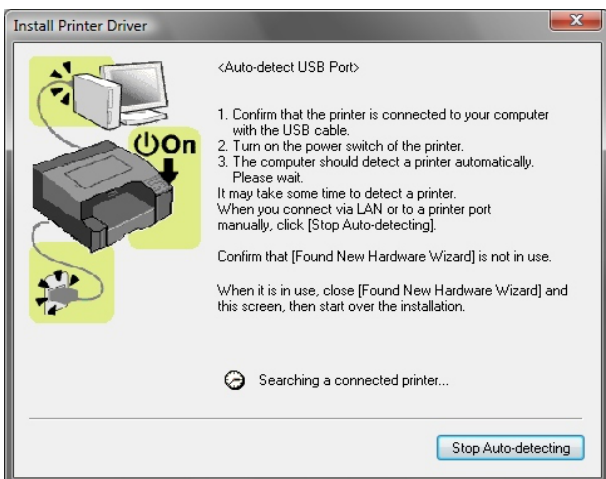 Install Printer Driver
<Auto-detect USB Port>
On
1. Confirm that the printer is connected to your computer
with the USB cable.
2. Turn on the power switch of the printer.
3. The computer should detect a printer automatically.
Please wait.
It may take some time to detect a printer.
When you connect via LAN or to a printer port
manually, click [Stop Auto-detecting].
Confirm that [Found New Hardware Wizard] is not in use.
When it is in use, close [Found New Hardware Wizard] and
this screen, then start over the installation.
Searching a connected printer...
Stop Auto-detecting